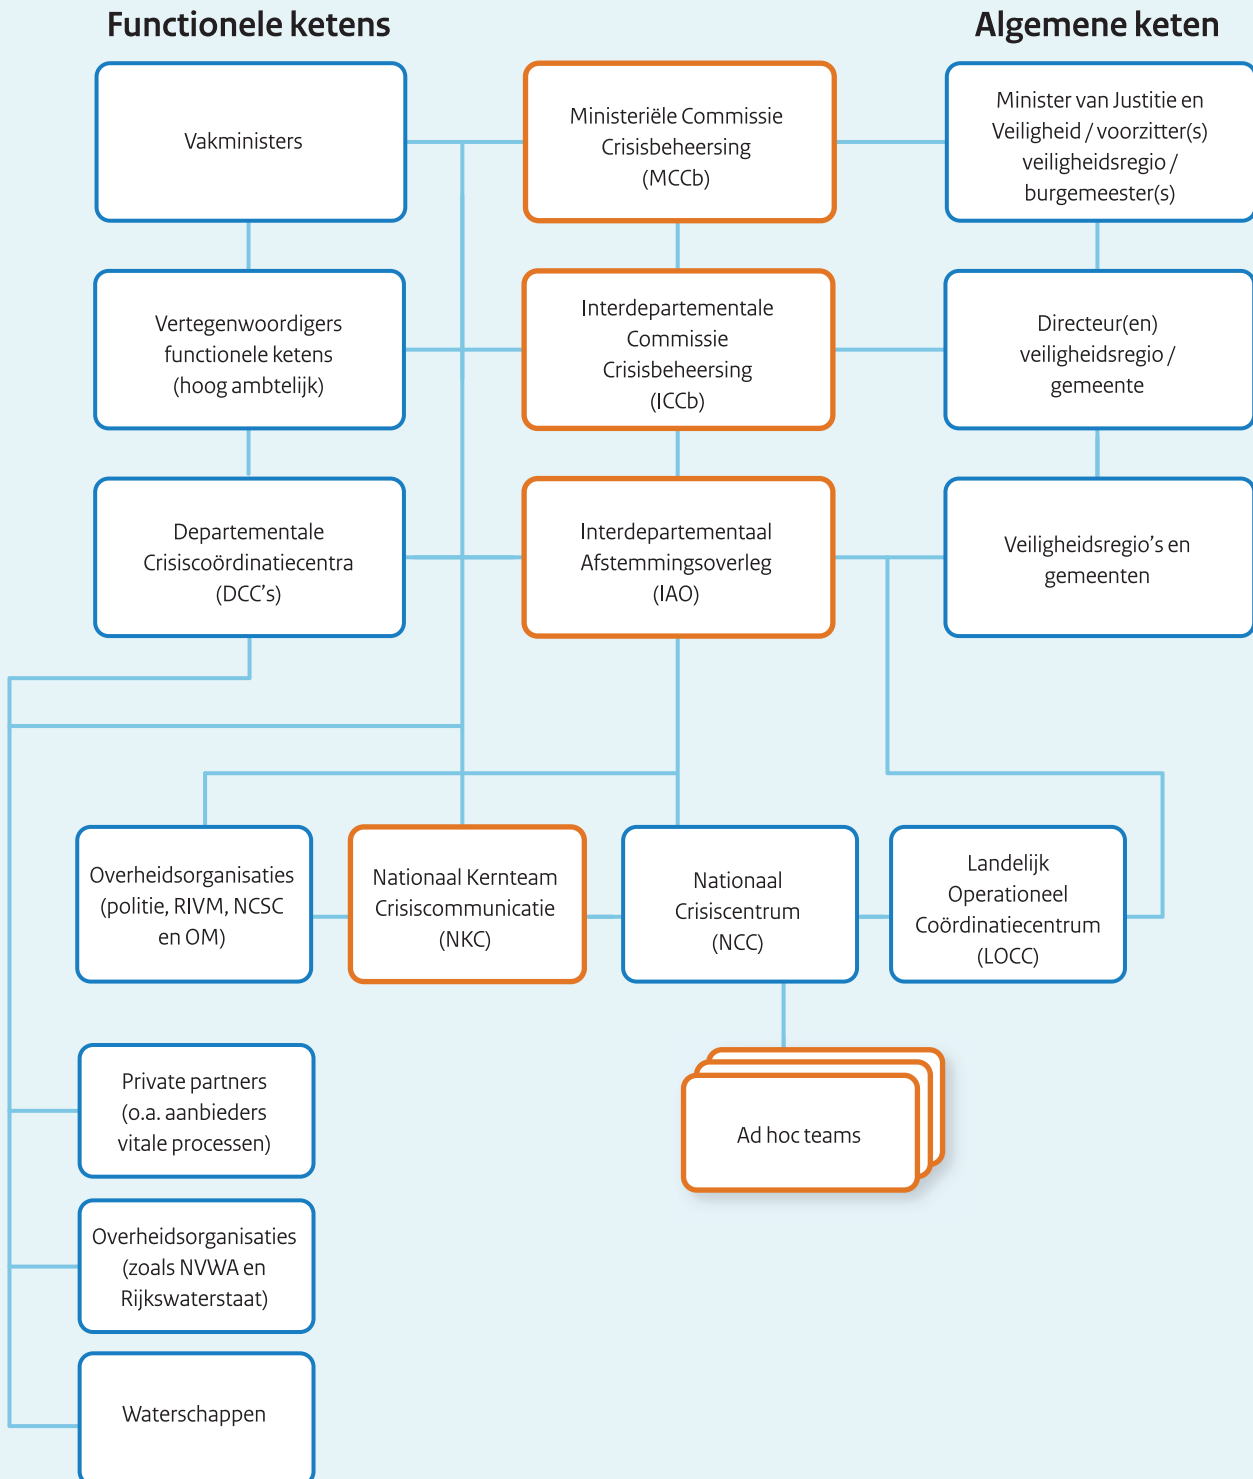 Functionele ketens
Algemene keten
Vakministers
Ministeriële Commissie
Crisisbeheersing
(MCCb)
Minister van Justitie en
Veiligheid / voorzitter(s)
veiligheidsregio /
burgemeester(s)
Vertegenwoordigers
functionele ketens
(hoog ambtelijk)
Interdepartementale
Commissie
Crisisbeheersing
(ICCb)
Directeur(en)
veiligheidsregio /
gemeente
Departementale
Crisiscoördinatiecentra
(DCC's)
Interdepartementaal
Afstemmingsoverleg
(IAO)
Veiligheidsregio's en
gemeenten
Overheidsorganisaties
(politie, RIVM, NCSC
en OM)
Nationaal Kernteam
Crisiscommunicatie
(NKC)
Nationaal
Crisiscentrum
(NCC)
Landelijk
Operationeel
Coördinatiecentrum
(LOCC)
Private partners
(o.a. aanbieders
vitale processen)
Ad hoc teams
Overheidsorganisaties
(zoals NVWA en
Rijkswaterstaat)
Waterschappen